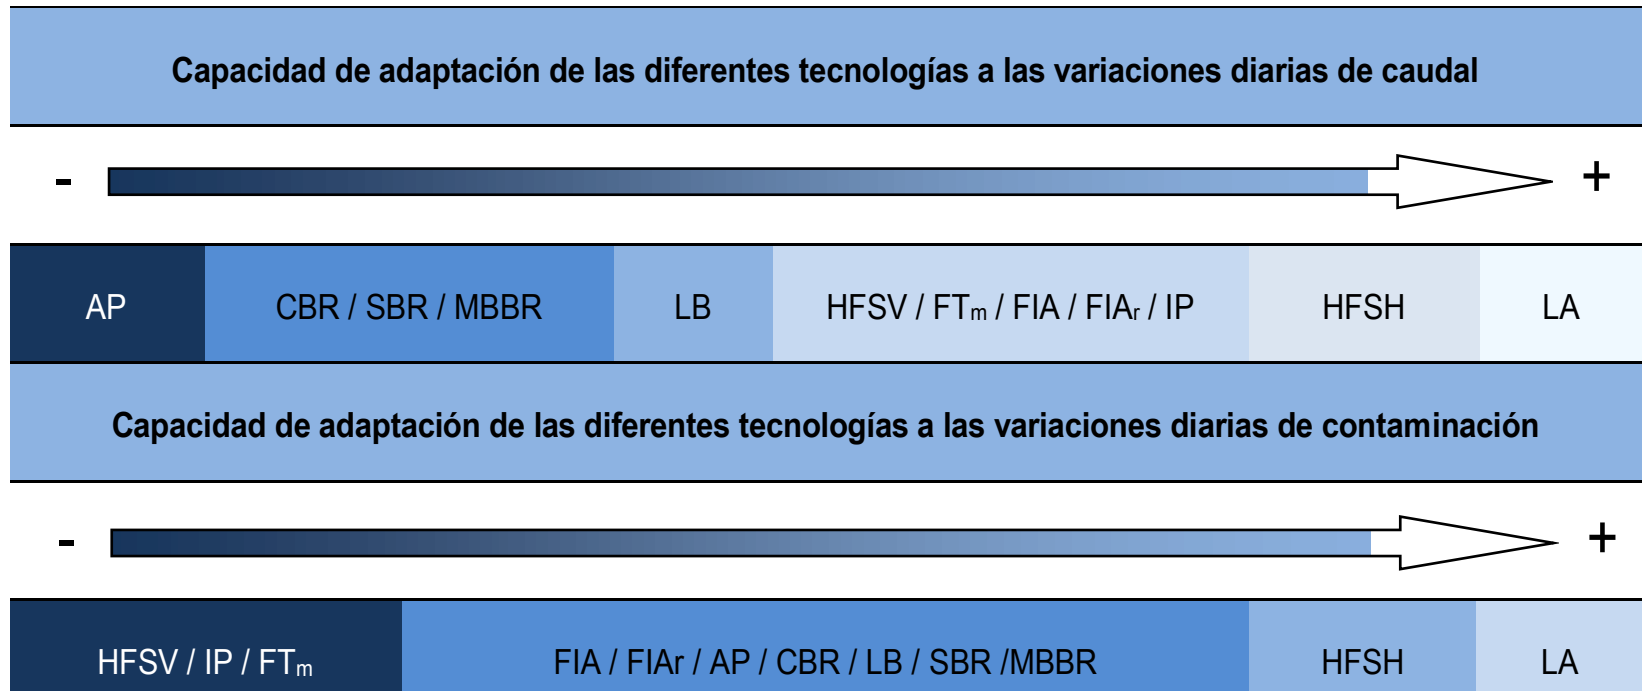 Capacidad de adaptación de las diferentes tecnologías a las variaciones diarias de caudal
- +
AP CBR / SBR / MBBR LB HFSV / FTm / FIA / FIAr / IP HFSH LA
Capacidad de adaptación de las diferentes tecnologías a las variaciones diarias de contaminación
- +
HFSV / IP / FTm FIA / FIAr / AP / CBR / LB / SBR /MBBR HFSH LA